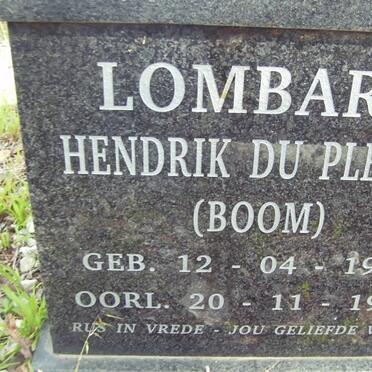 LOMBAR
HENDRIK DU PLE
(BOOM)
GEB. 12 - 04 - 19
OORL. 20 - 11 - 19
RUS IN VREDE - JOU GELIEFDE